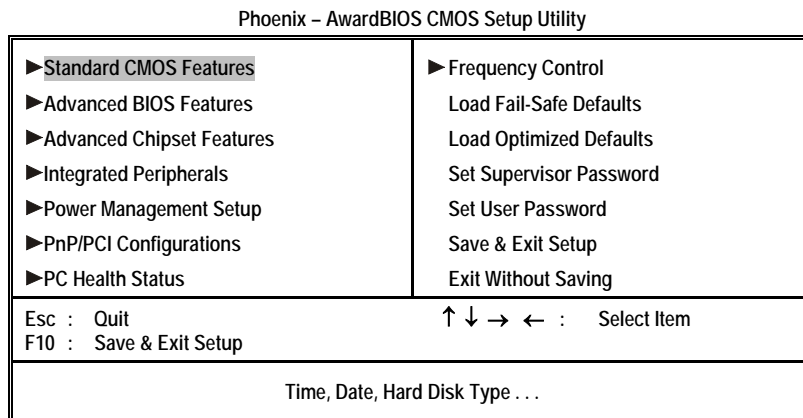 Phoenix – AwardBIOS CMOS Setup Utility
►Standard CMOS Features
►Advanced BIOS Features
►Advanced Chipset Features
►Integrated Peripherals
►Power Management Setup
►PnP/PCI Configurations
►PC Health Status
►Frequency Control
Load Fail-Safe Defaults
Load Optimized Defaults
Set Supervisor Password
Set User Password
Save & Exit Setup
Exit Without Saving
Esc : Quit
F10 : Save & Exit Setup
↑ ↓ → ← : Select Item
Time, Date, Hard Disk Type . . .